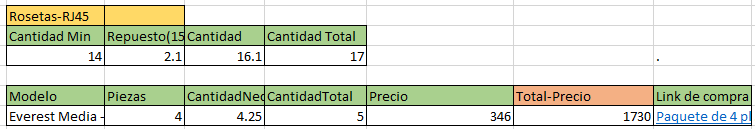 Rosetas-RJ45
Cantidad Min Repuesto(15 Cantidad Cantidad Total
14 2.1 16.1 17
.
Modelo Piezas CantidadNec CantidadTotal Precio Total-Precio Link de compra
Everest Media - 4 4.25 5 346 1730 Paquete de 4 pl